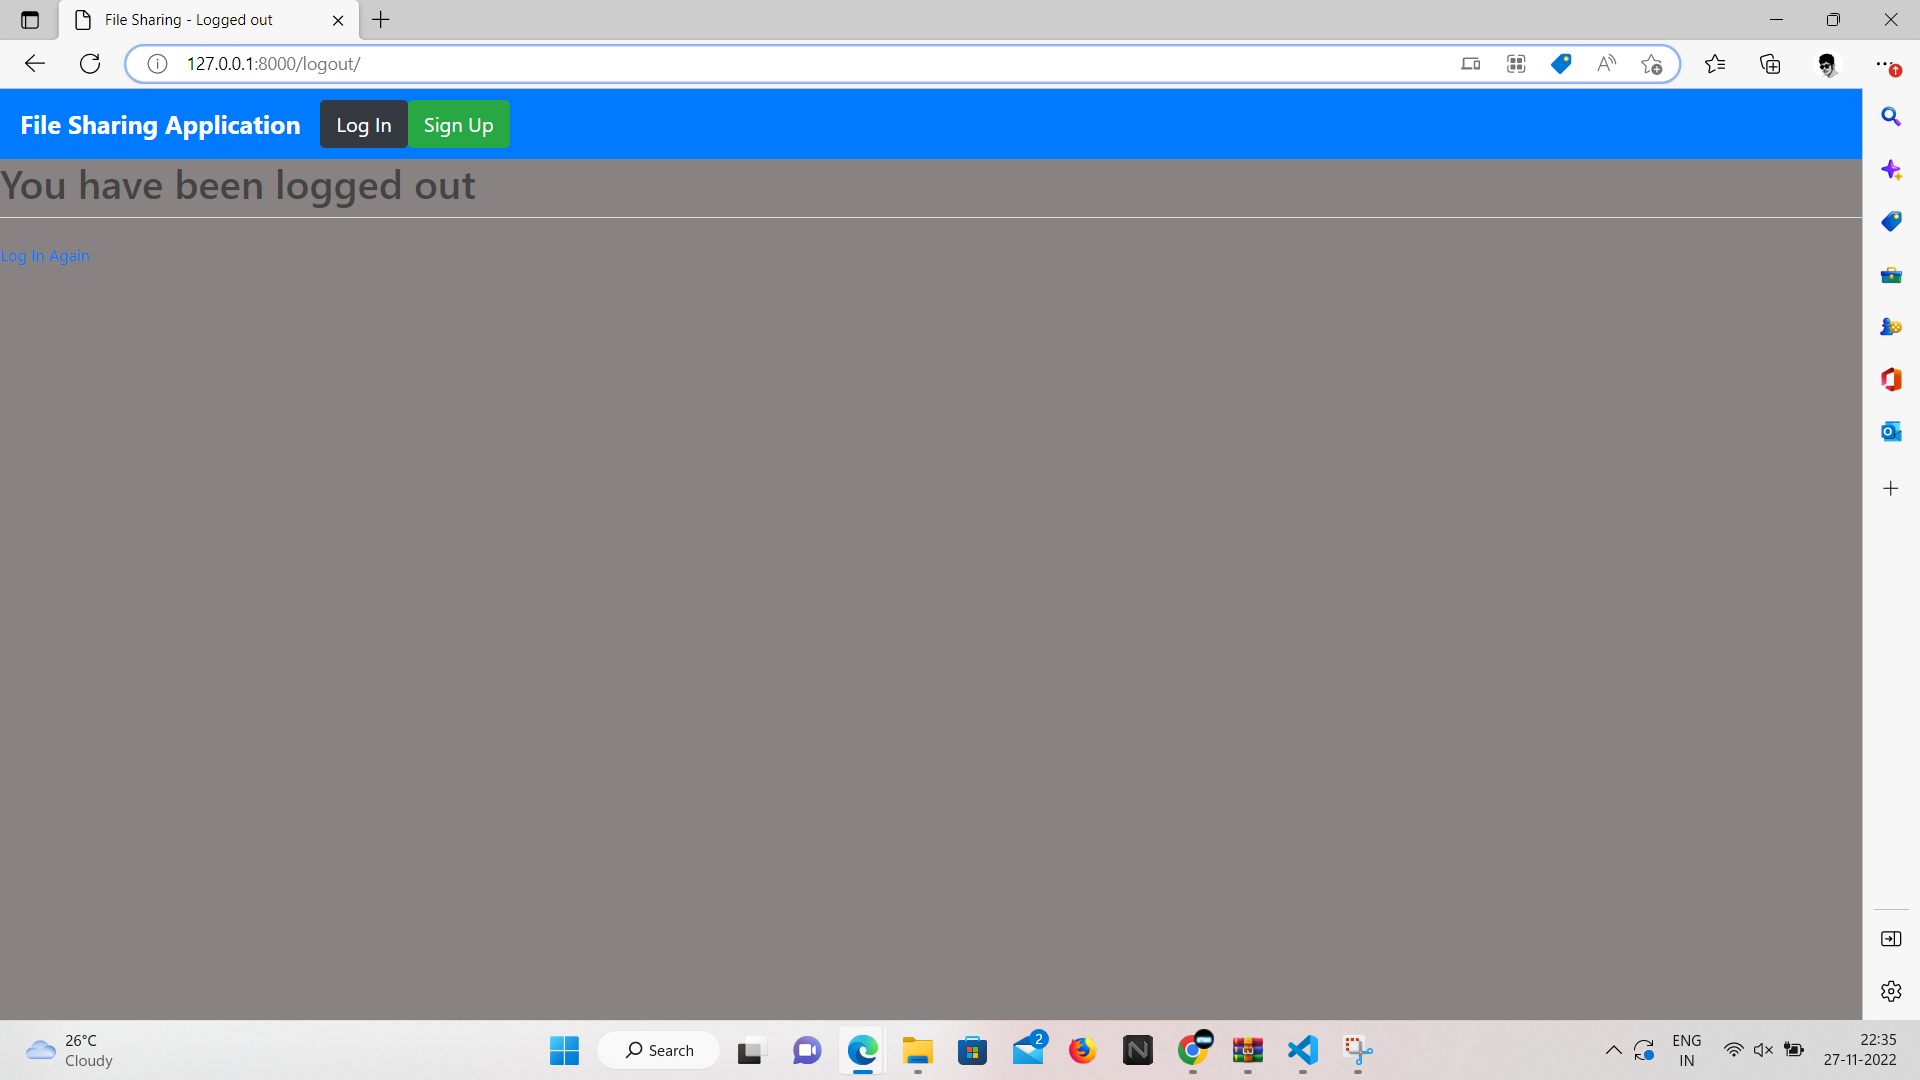 File Sharing - Logged out
127.0.0.1:8000/logout/
File Sharing Application Log In Sign Up
You have been logged out
Log In Again
26°C
Cloudy
Search
2
ENG
IN
22:35
27-11-2022